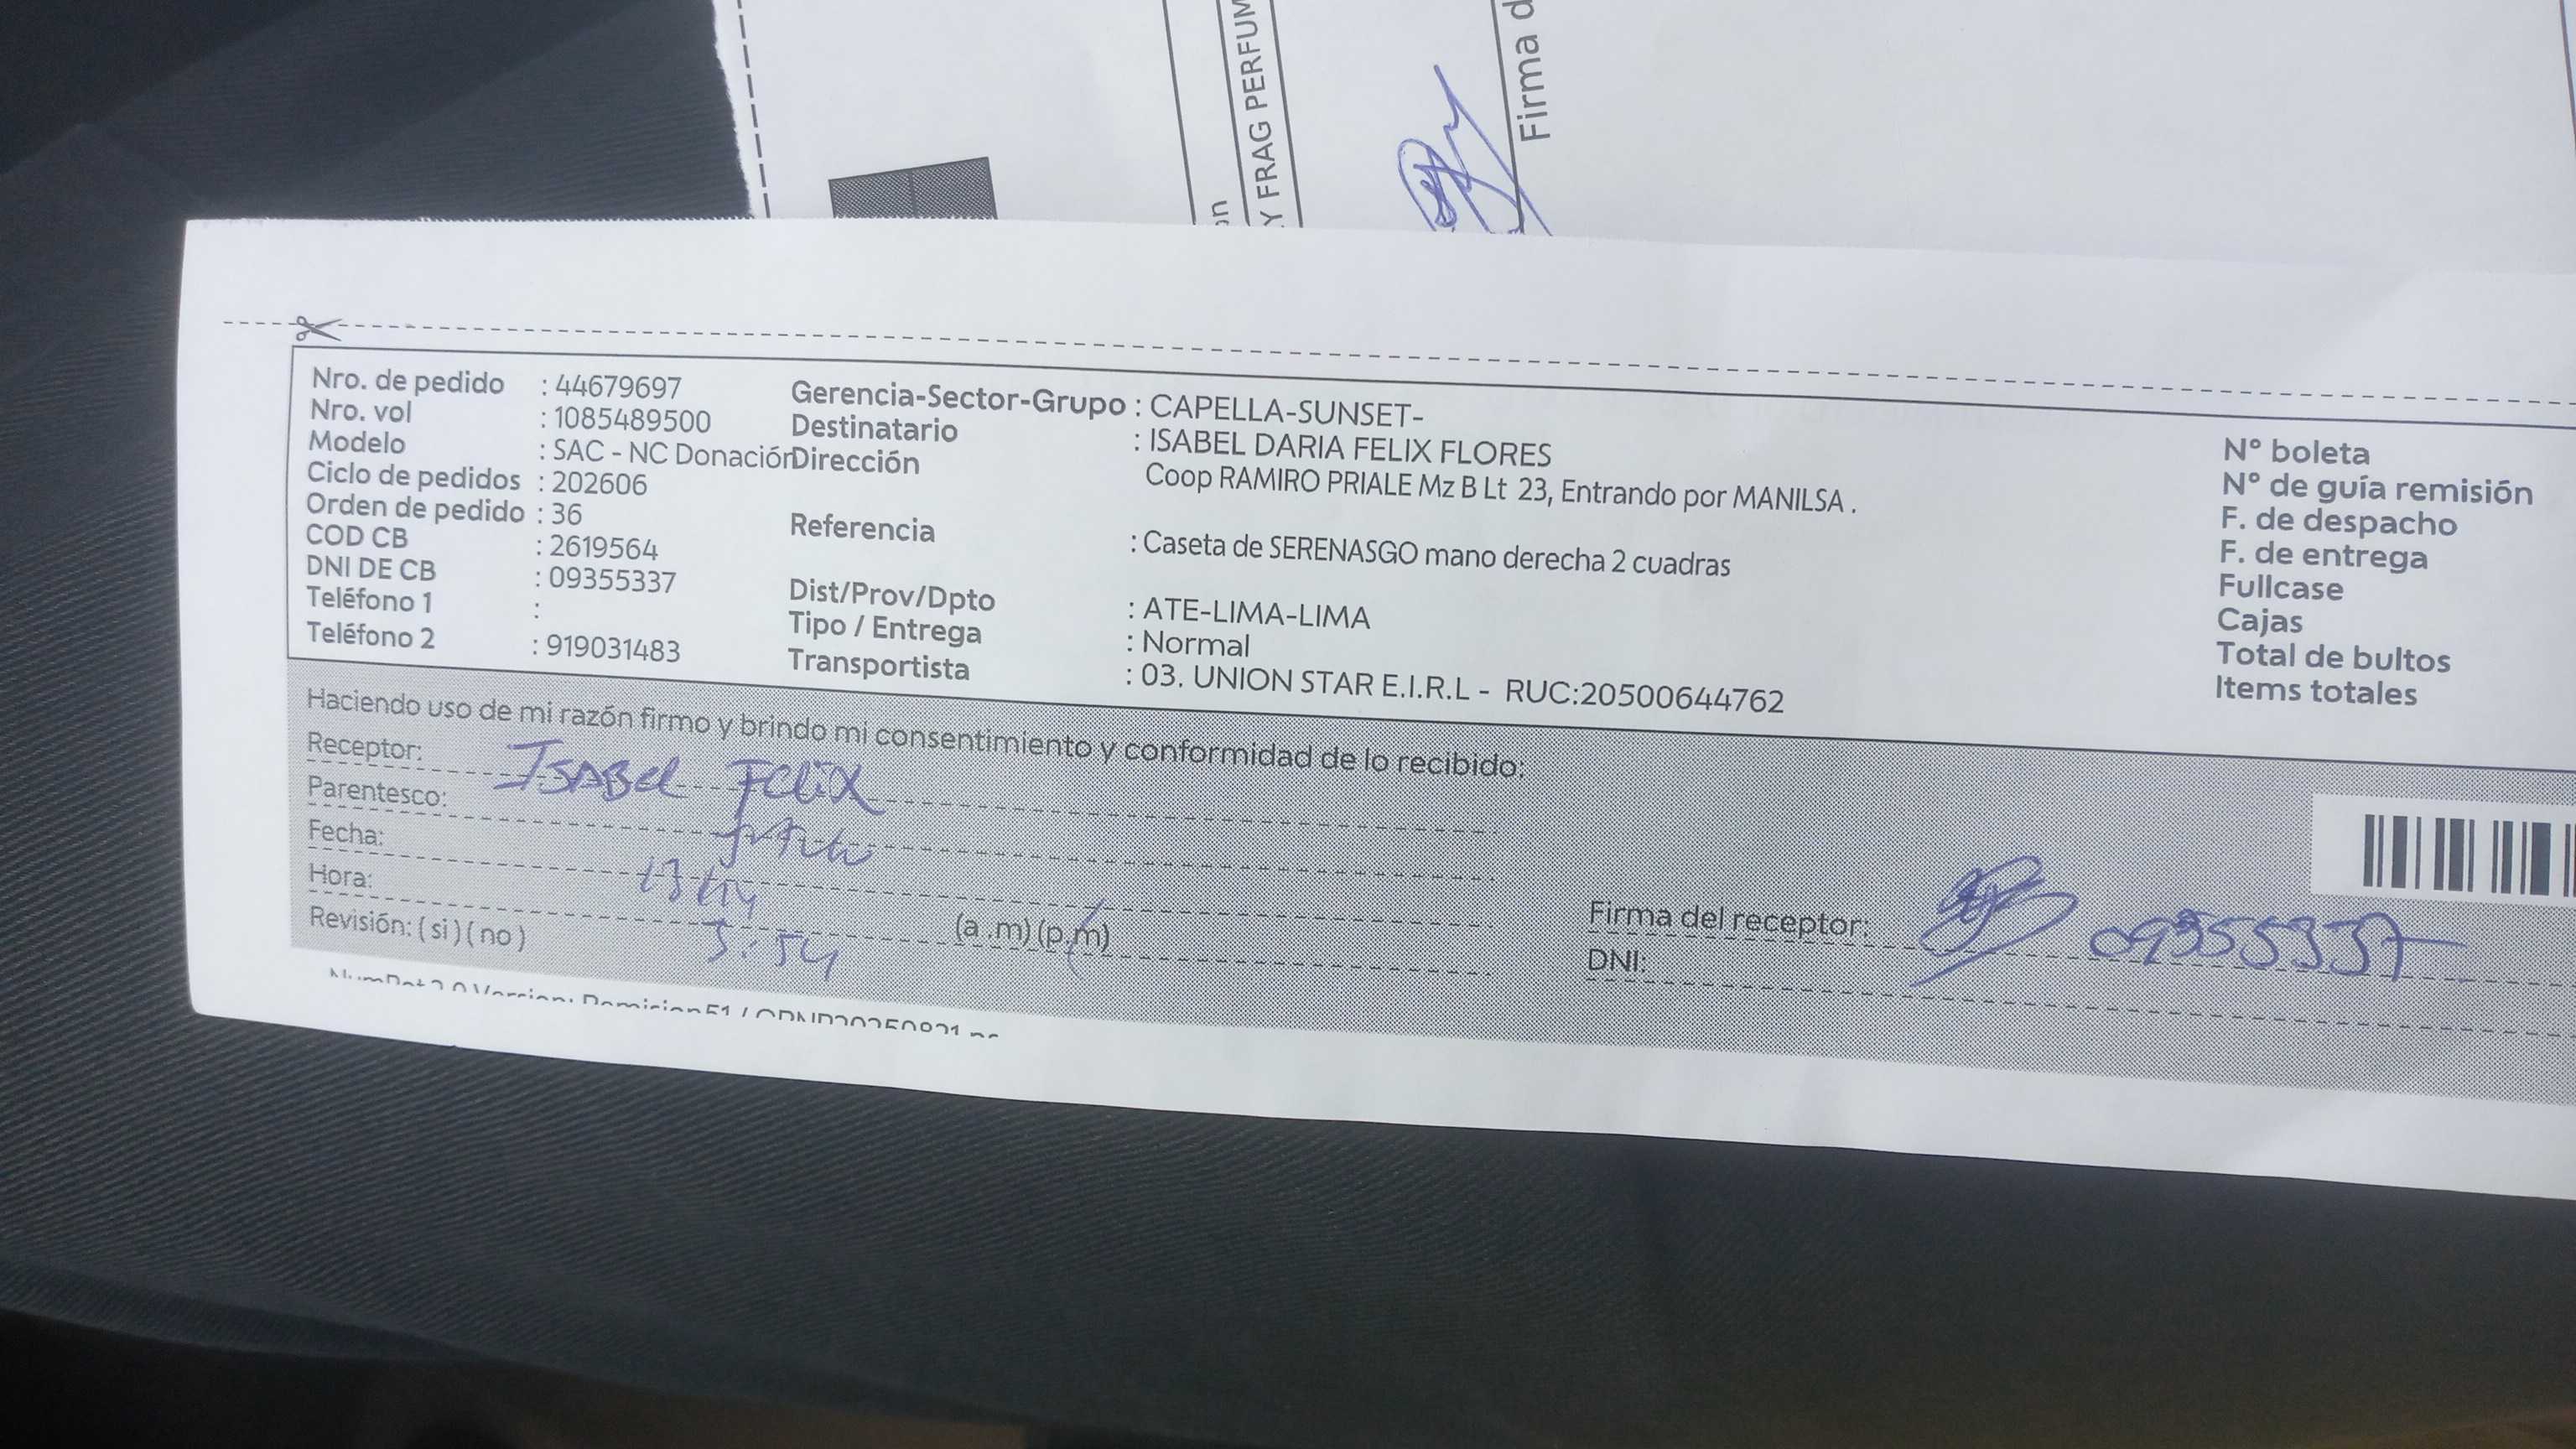 Y FRAG PERFUM
Firma d
Nro. de pedido : 44679697
Nro. vol : 1085489500
Modelo : SAC - NC Donación
Ciclo de pedidos : 202606
Orden de pedido : 36
COD CB : 2619564
DNI DE CB : 09355337
Teléfono 1 :
Teléfono 2 : 919031483
Gerencia-Sector-Grupo : CAPELLA-SUNSET-
Destinatario : ISABEL DARIA FELIX FLORES
Dirección Coop RAMIRO PRIALE Mz B Lt 23, Entrando por MANILSA .
Referencia : Caseta de SERENASGO mano derecha 2 cuadras
Dist/Prov/Dpto : ATE-LIMA-LIMA
Tipo / Entrega : Normal
Transportista : 03. UNION STAR E.I.R.L - RUC:20500644762
N° boleta
N° de guía remisión
F. de despacho
F. de entrega
Fullcase
Cajas
Total de bultos
Items totales
Haciendo uso de mi razón firmo y brindo mi consentimiento y conformidad de lo recibido:
Receptor: Isabel Felix
Parentesco:
Fecha:
Hora: 3:54 (a .m) (p.m)
Revisión: ( si ) ( no )
Firma del receptor:
DNI: 09355337